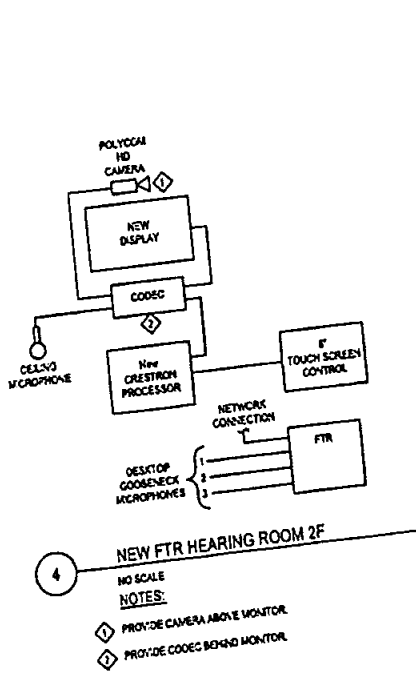 POLYCOM
HD
CAMERA
1
NEW
DISPLAY
CODEC
2
CEILING
MICROPHONE
New
CRESTRON
PROCESSOR
TOUCH SCREEN
CONTROL
NETWORK
CONNECTION
FTR
DESKTOP
GOOSENECK
MICROPHONES
1
2
3
4
NEW FTR HEARING ROOM 2F
NO SCALE
NOTES:
1 PROVIDE CAMERA ABOVE MONITOR.
2 PROVIDE CODEC BEHIND MONITOR.